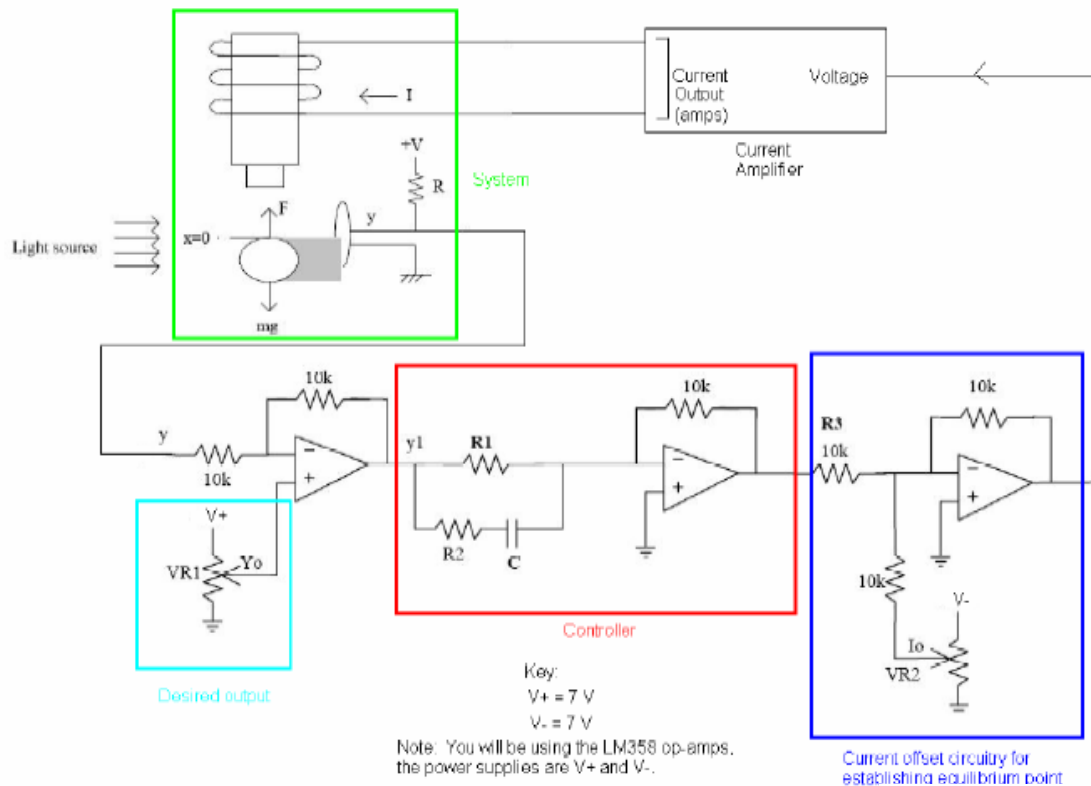 Current
Output
(amps)
Voltage
Current
Amplifier
I
+V
R
System
Light source
x=0
F
y
mg
y
10k
10k
V+
VR1
Yo
Desired output
y1
R1
R2
C
10k
Controller
R3
10k
10k
10k
V-
Io
VR2
Current offset circuitry for
establishing equilibrium point
Key:
V+ = 7 V
V- = 7 V
Note: You will be using the LM358 op-amps,
the power supplies are V+ and V-.